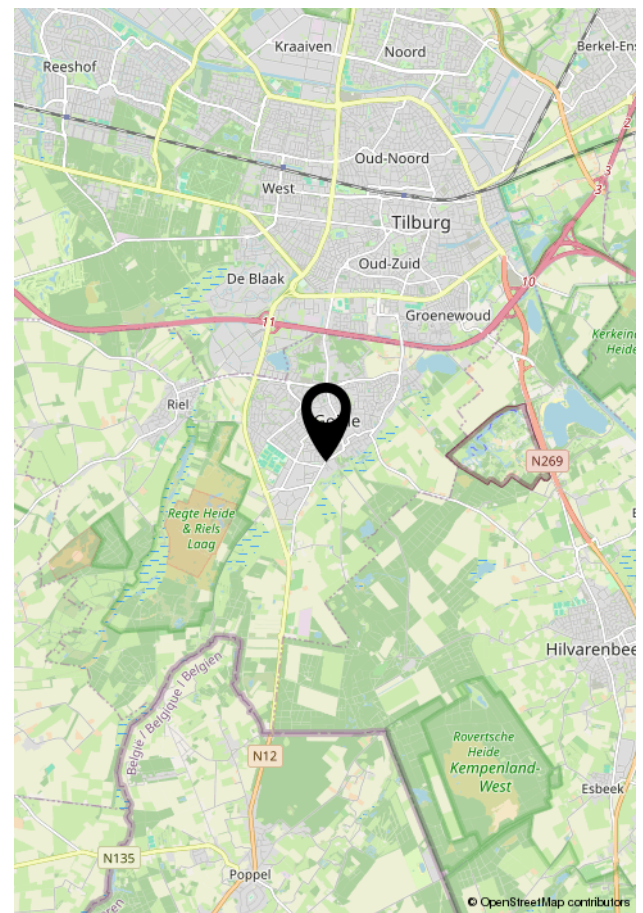 Kraaiven
Noord
Berkel-Ens
Reeshof
2
Oud-Noord
3
3
West
Tilburg
Oud-Zuid
De Blaak
10
Groenewoud
11
Kerkeind
Heide
Riel
N269
Regte Heide
& Riels
Laag
Hilvarenbee
België / Belgique / Belgien
Rovertsche
Heide
Kempenland-
West
N12
Esbeek
N135
Poppel
© OpenStreetMap contributors